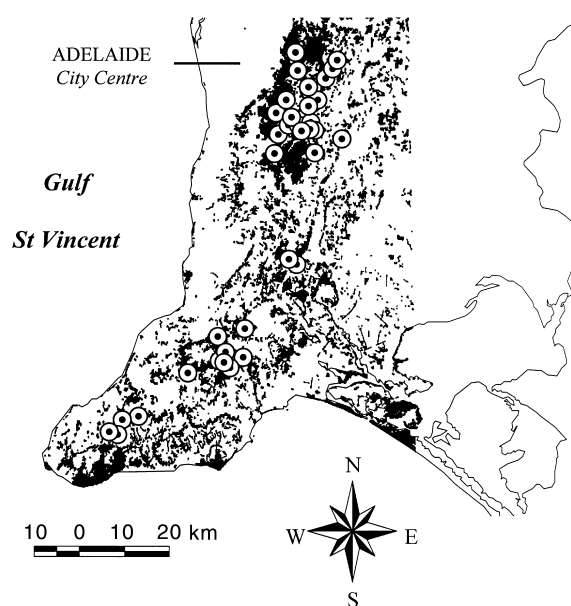 ADELAIDE
City Centre
Gulf
St Vincent
N
W E
S
10 0 10 20 km